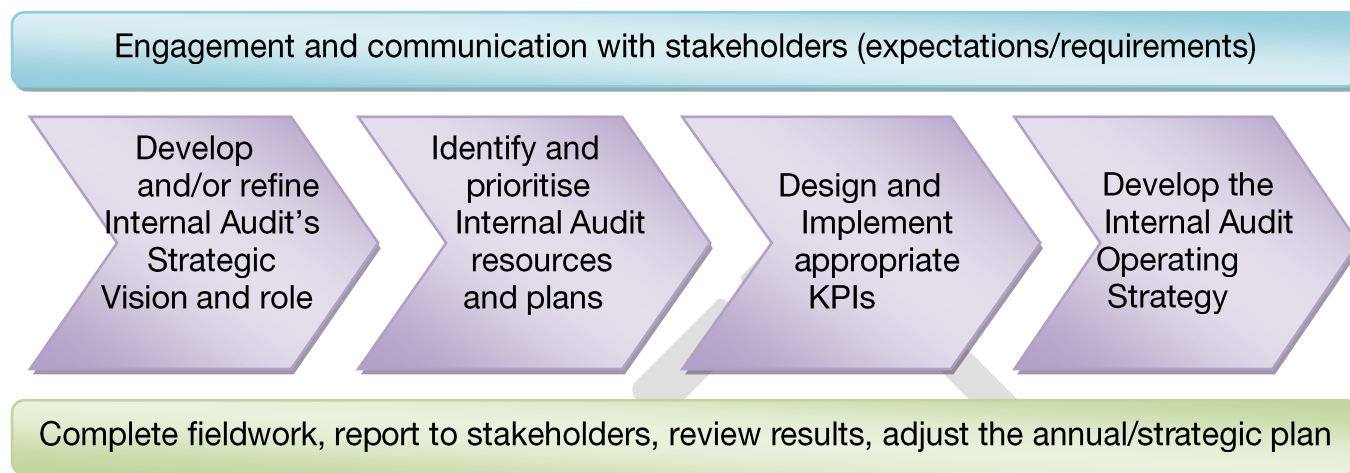 Engagement and communication with stakeholders (expectations/requirements)
Develop
and/or refine
Internal Audit’s
Strategic
Vision and role
Identify and
prioritise
Internal Audit
resources
and plans
Design and
Implement
appropriate
KPIs
Develop the
Internal Audit
Operating
Strategy
Complete fieldwork, report to stakeholders, review results, adjust the annual/strategic plan